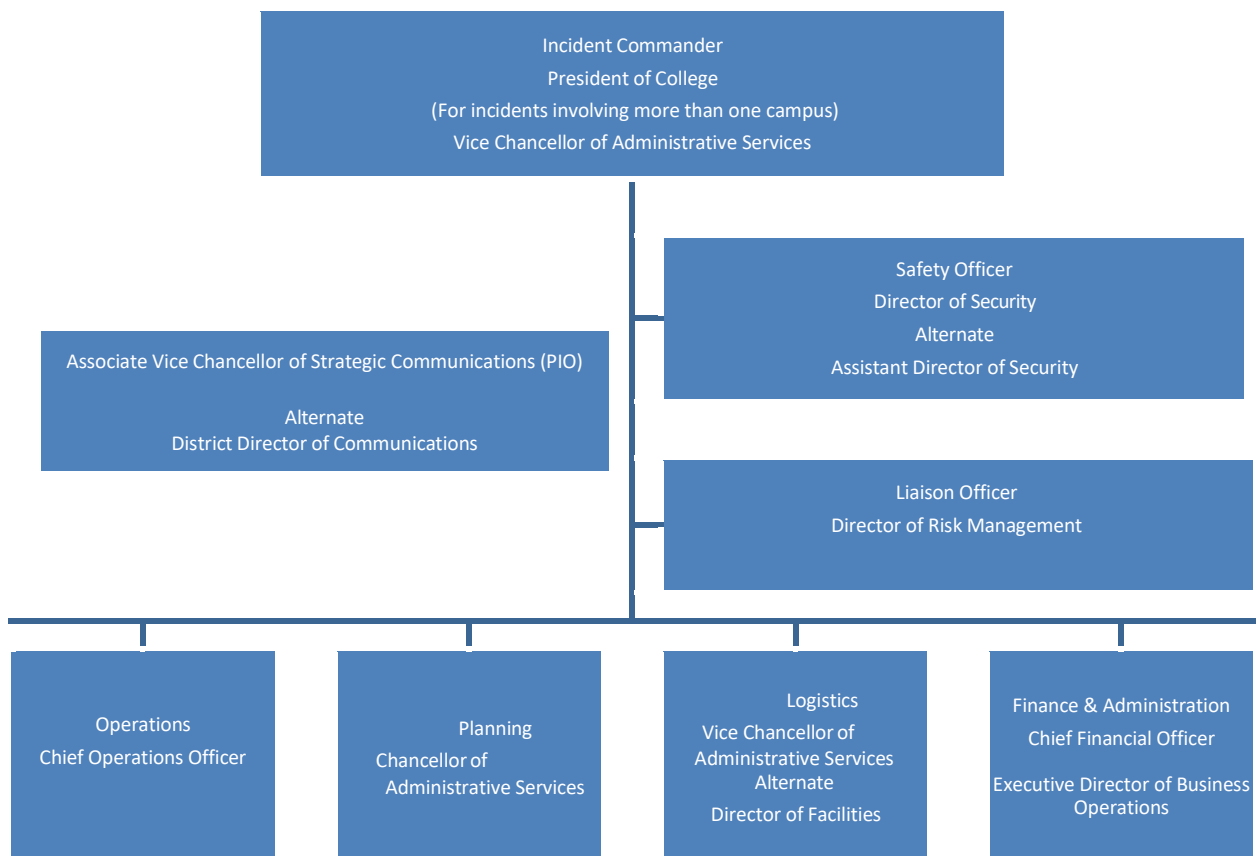 Incident Commander
President of College
(For incidents involving more than one campus)
Vice Chancellor of Administrative Services
Safety Officer
Director of Security
Alternate
Assistant Director of Security
Associate Vice Chancellor of Strategic Communications (PIO)
Alternate
District Director of Communications
Liaison Officer
Director of Risk Management
Operations
Chief Operations Officer
Planning
Chancellor of
Administrative Services
Logistics
Vice Chancellor of
Administrative Services
Alternate
Director of Facilities
Finance & Administration
Chief Financial Officer
Executive Director of Business
Operations